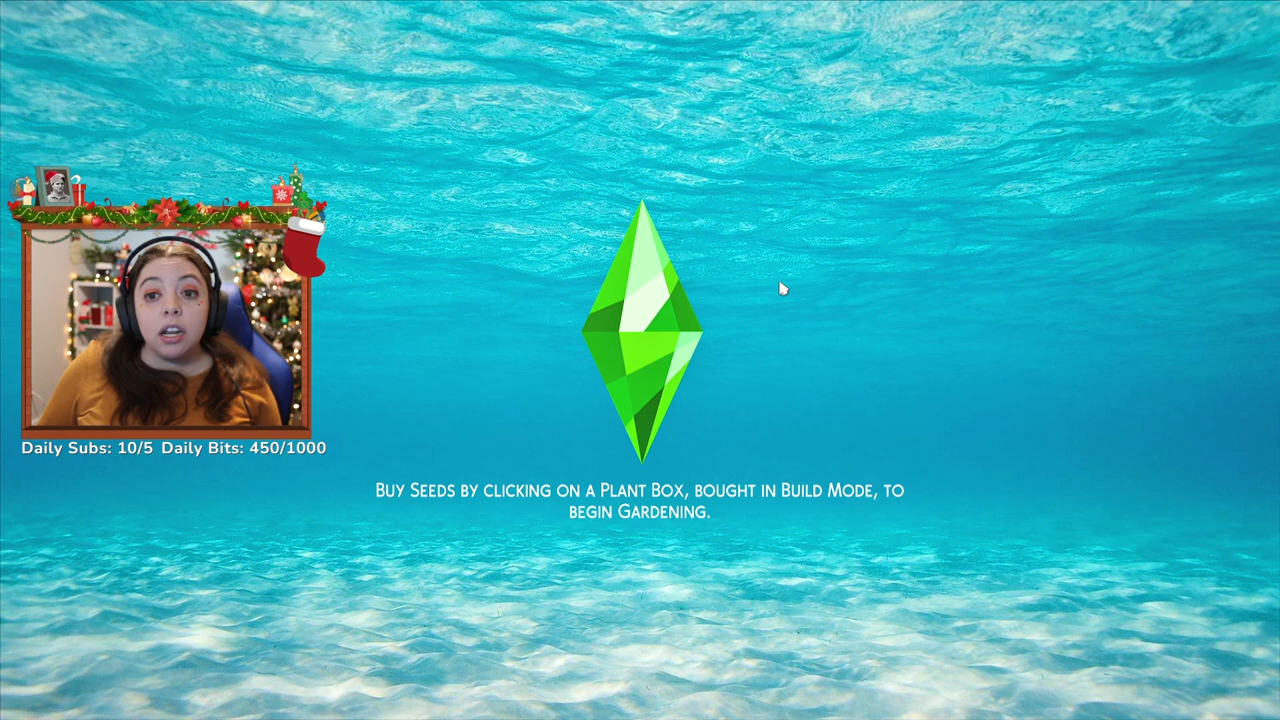 Daily Subs: 10/5 Daily Bits: 450/1000
Buy Seeds by clicking on a Plant Box, bought in Build Mode, to
begin Gardening.